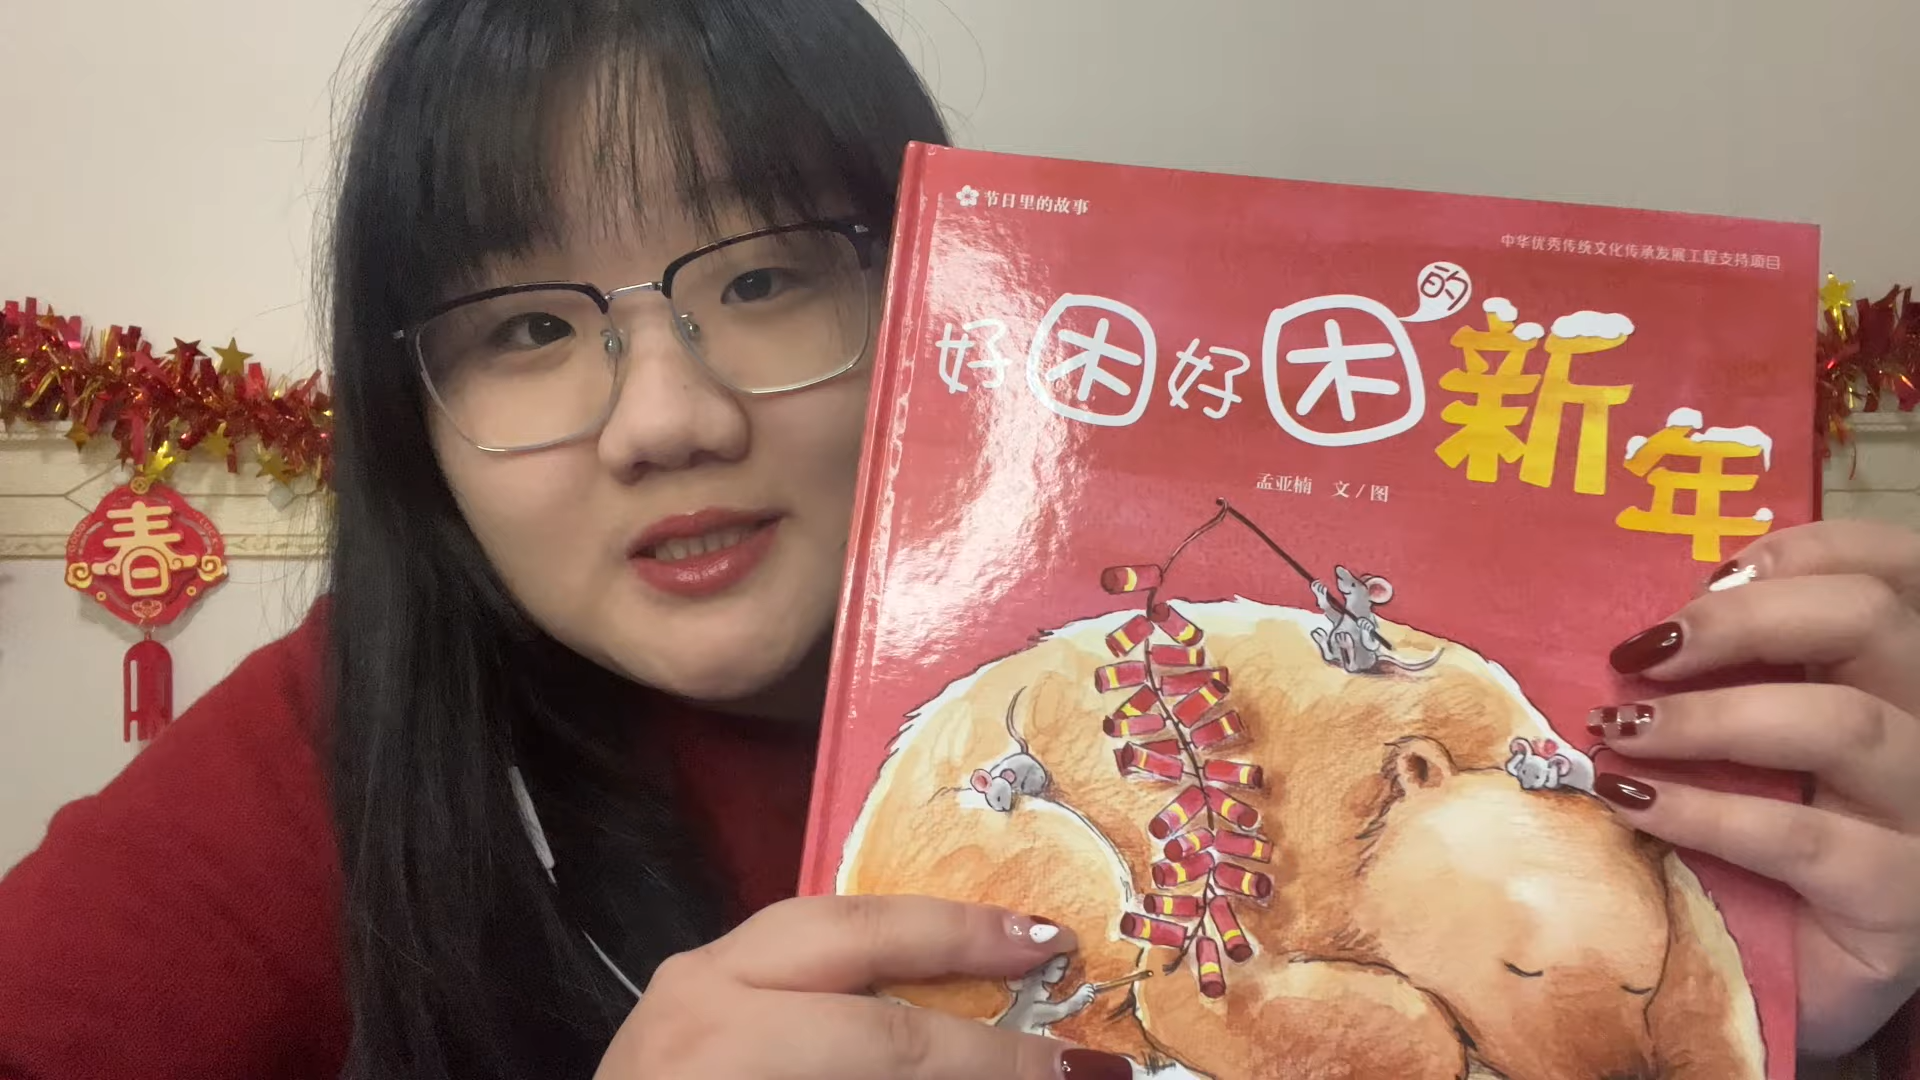 节日里的故事
中华优秀传统文化传承发展工程支持项目
好困好困的新年
孟亚楠 文/图
春